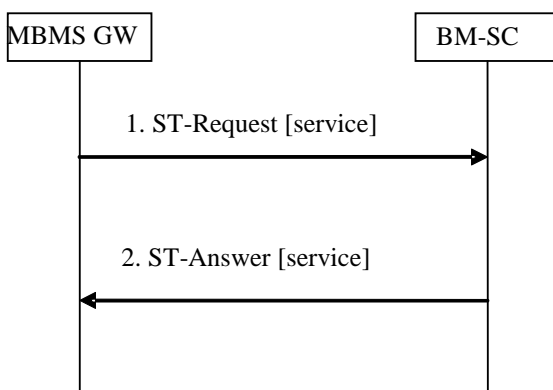 MBMS GW
BM-SC
1. ST-Request [service]
2. ST-Answer [service]